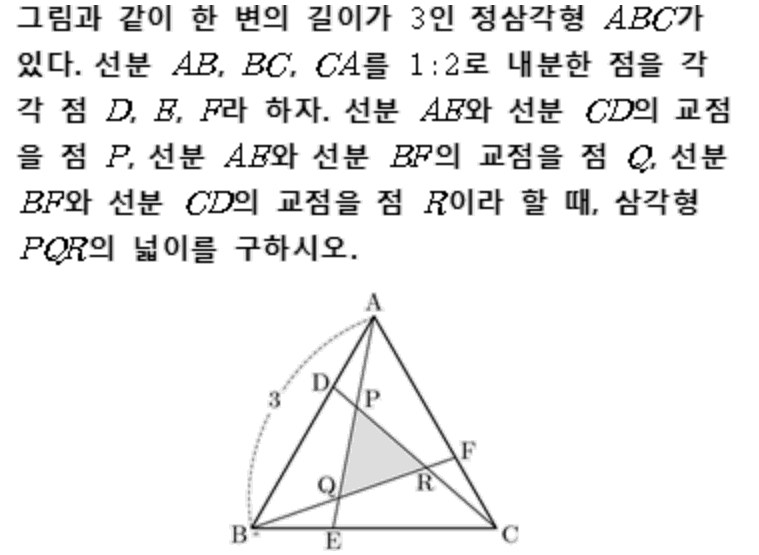 그림과 같이 한 변의 길이가 3인 정삼각형 ABC가
있다. 선분 AB, BC, CA를 1:2로 내분한 점을 각
각 점 D, E, F라 하자. 선분 AE와 선분 CD의 교점
을 점 P, 선분 AE와 선분 BF의 교점을 점 Q, 선분
BF와 선분 CD의 교점을 점 R이라 할 때, 삼각형
PQR의 넓이를 구하시오.
A
D
P
3
F
Q
R
B
E
C